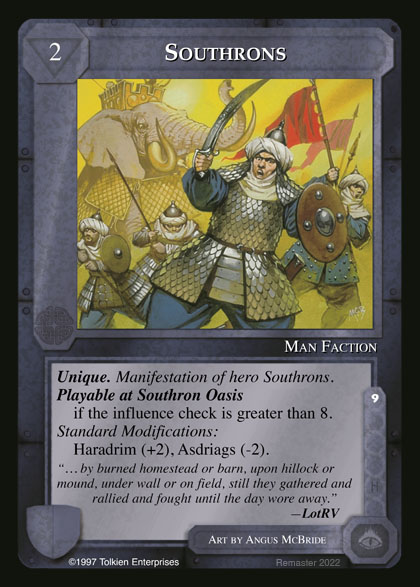 2
SOUTHRONS
MAN FACTION
Unique. Manifestation of hero Southrons.
Playable at Southron Oasis
if the influence check is greater than 8.
Standard Modifications:
Haradrim (+2), Asdriags (-2).
“… by burned homestead or barn, upon hillock or
mound, under wall or on field, still they gathered and
rallied and fought until the day wore away.”
–LotRV
9
H
ART BY ANGUS MCBRIDE
©1997 Tolkien Enterprises
Remaster 2022